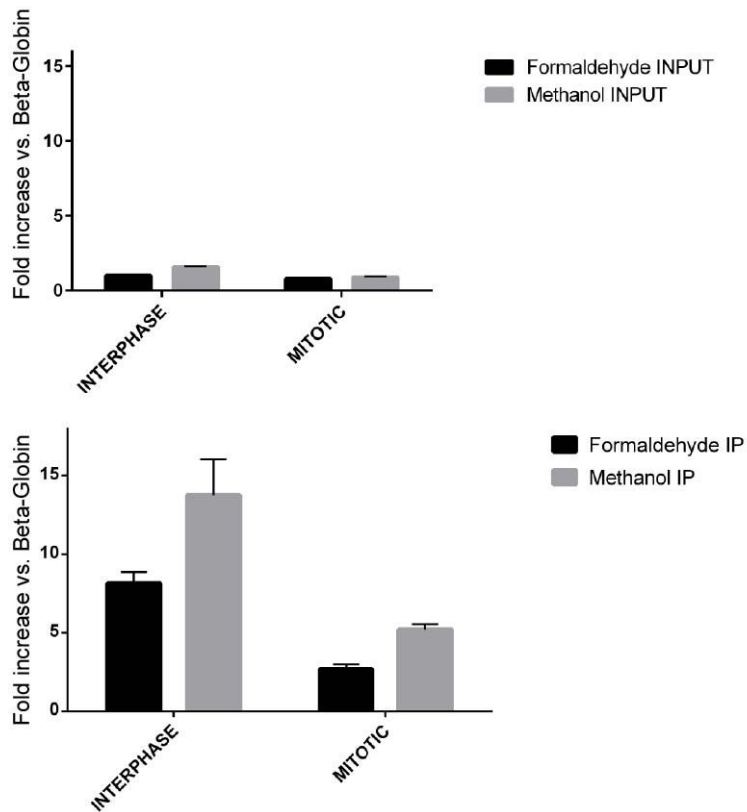 Fold increase vs. Beta-Globin
15
10
5
0
INTERPHASE
MITOTIC
Formaldehyde INPUT
Methanol INPUT
Fold increase vs. Beta-Globin
15
10
5
0
INTERPHASE
MITOTIC
Formaldehyde IP
Methanol IP